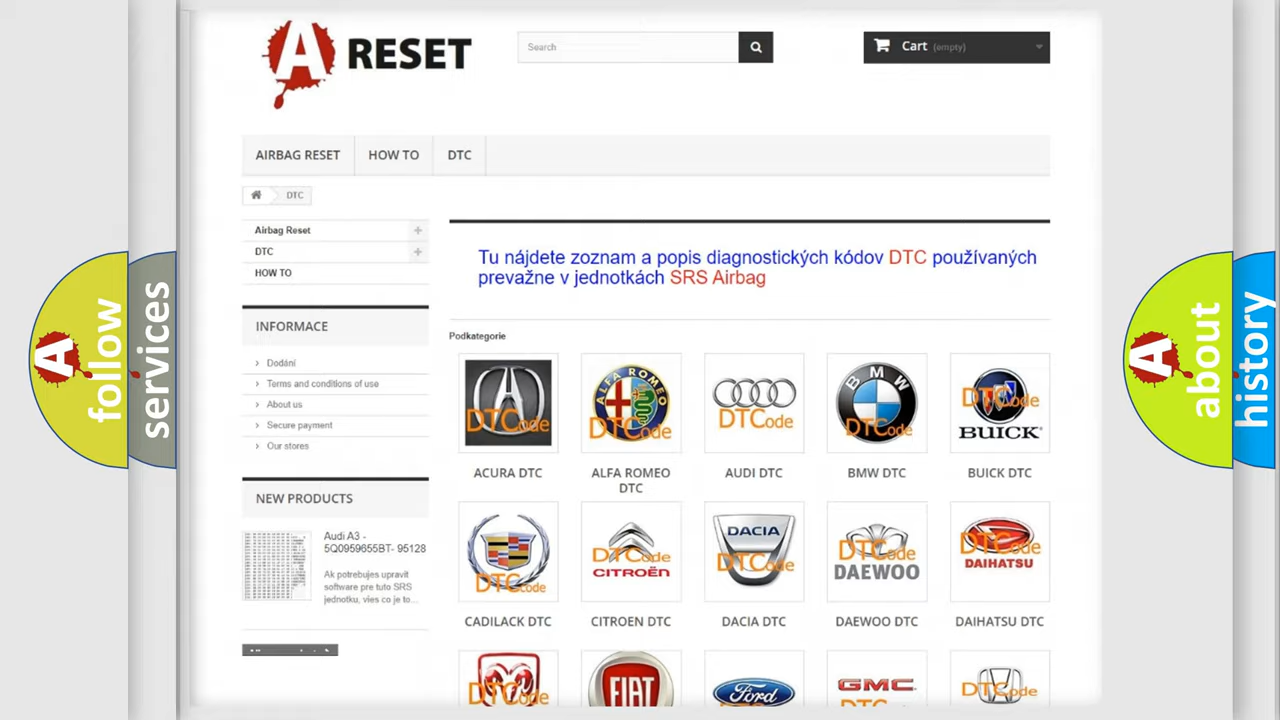 A RESET
Search
Cart (empty)
AIRBAG RESET
HOW TO
DTC
DTC
Airbag Reset
DTC
HOW TO
INFORMACE
Dodání
Terms and conditions of use
About us
Secure payment
Our stores
NEW PRODUCTS
Audi A3 -
5Q0959655BT- 95128
Ak potrebujes upravit
software pre tuto SRS
jednotku, vies co je to...
Tu nájdete zoznam a popis diagnostických kódov DTC používaných
prevažne v jednotkách SRS Airbag
Podkategorie
DTCode
ALFA ROMEO
DTCode
DTCode
BMW
DTCode
DTCode
BUICK
ACURA DTC
ALFA ROMEO
DTC
AUDI DTC
BMW DTC
BUICK DTC
DTCode
DTCode
CITROËN
DACIA
DTCode
DTCode
DAEWOO
DTCode
DAIHATSU
CADILACK DTC
CITROEN DTC
DACIA DTC
DAEWOO DTC
DAIHATSU DTC
DTCode
FIAT
Ford
GMC
DTCode
A
follow
services
A
about
history